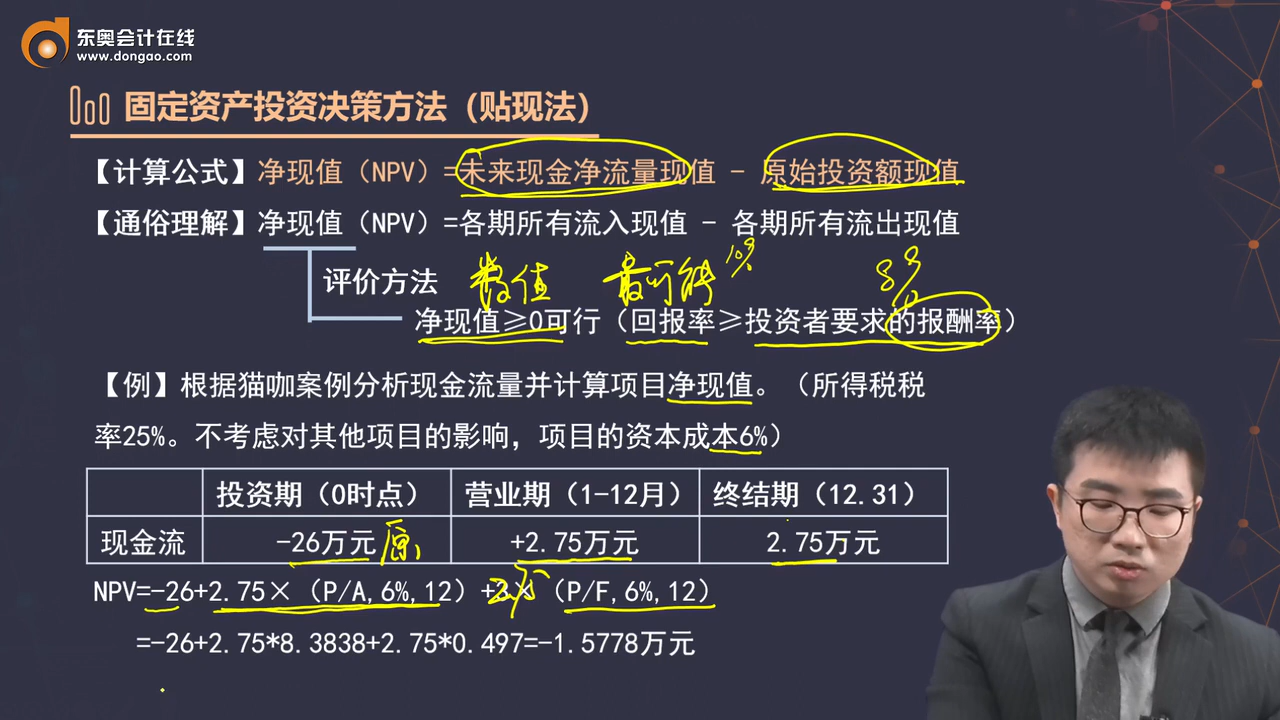 东奥会计在线
www.dongao.com
固定资产投资决策方法（贴现法）
【计算公式】净现值（NPV）=未来现金净流量现值 - 原始投资额现值
【通俗理解】净现值（NPV）=各期所有流入现值 - 各期所有流出现值
评价方法 数值 最可能 10% 8%
净现值≥0可行（回报率≥投资者要求的报酬率）
【例】根据猫咖案例分析现金流量并计算项目净现值。（所得税税
率25%。不考虑对其他项目的影响，项目的资本成本6%）
投资期（0时点） 营业期（1-12月） 终结期（12.31）
现金流 -26万元 原 +2.75万元 2.75万元
NPV=-26+2.75×（P/A,6%,12）+2.75×（P/F,6%,12）
=-26+2.75*8.3838+2.75*0.497=-1.5778万元